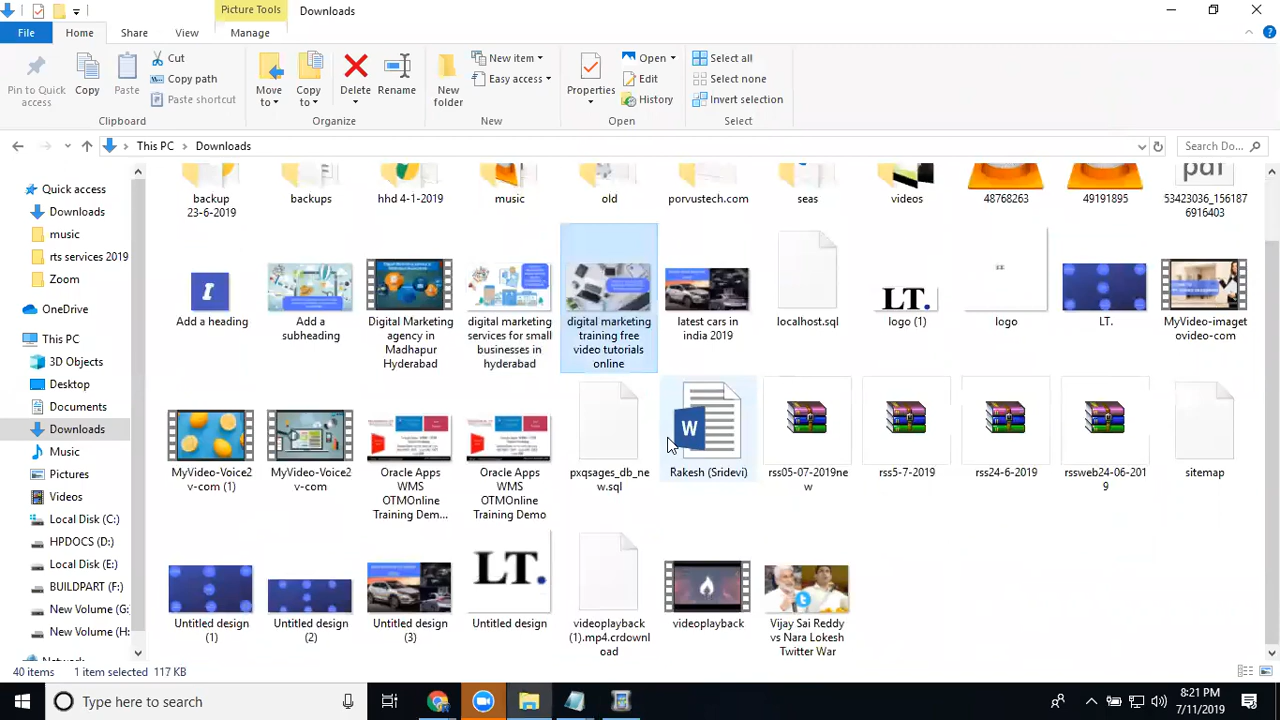 Picture Tools
Downloads
File
Home
Share
View
Manage
Pin to Quick
access
Copy
Paste
Cut
Copy path
Paste shortcut
Clipboard
Move
to
Copy
to
Delete
Rename
Organize
New
folder
New item
Easy access
New
Properties
Open
Edit
History
Open
Select all
Select none
Invert selection
Select
This PC
Downloads
Search Do...
Quick access
Downloads
music
rts services 2019
Zoom
OneDrive
This PC
3D Objects
Desktop
Documents
Downloads
Music
Pictures
Videos
Local Disk (C:)
HPDOCS (D:)
Local Disk (E:)
BUILDPART (F:)
New Volume (G:
New Volume (H:
backup
23-6-2019
backups
hhd 4-1-2019
music
old
porvustech.com
seas
videos
48768263
49191895
pdf
53423036_156187
6916403
I
Add a heading
Add a
subheading
Digital Marketing
agency in
Madhapur
Hyderabad
digital marketing
services for small
businesses in
hyderabad
digital marketing
training free
video tutorials
online
latest cars in
india 2019
localhost.sql
LT.
logo (1)
logo
LT.
MyVideo-imaget
ovideo-com
MyVideo-Voice2
v-com (1)
MyVideo-Voice2
v-com
Oracle Apps
WMS
OTMOnline
Training Dem...
Oracle Apps
WMS
OTMOnline
Training Demo
pxqsages_db_ne
w.sql
W
Rakesh (Sridevi)
rss05-07-2019ne
w
rss5-7-2019
rss24-6-2019
rssweb24-06-201
9
sitemap
Untitled design
(1)
Untitled design
(2)
Untitled design
(3)
LT.
Untitled design
videoplayback
(1).mp4.crdownl
oad
videoplayback
Vijay Sai Reddy
vs Nara Lokesh
Twitter War
40 items
1 item selected 117 KB
Type here to search
8:21 PM
7/11/2019